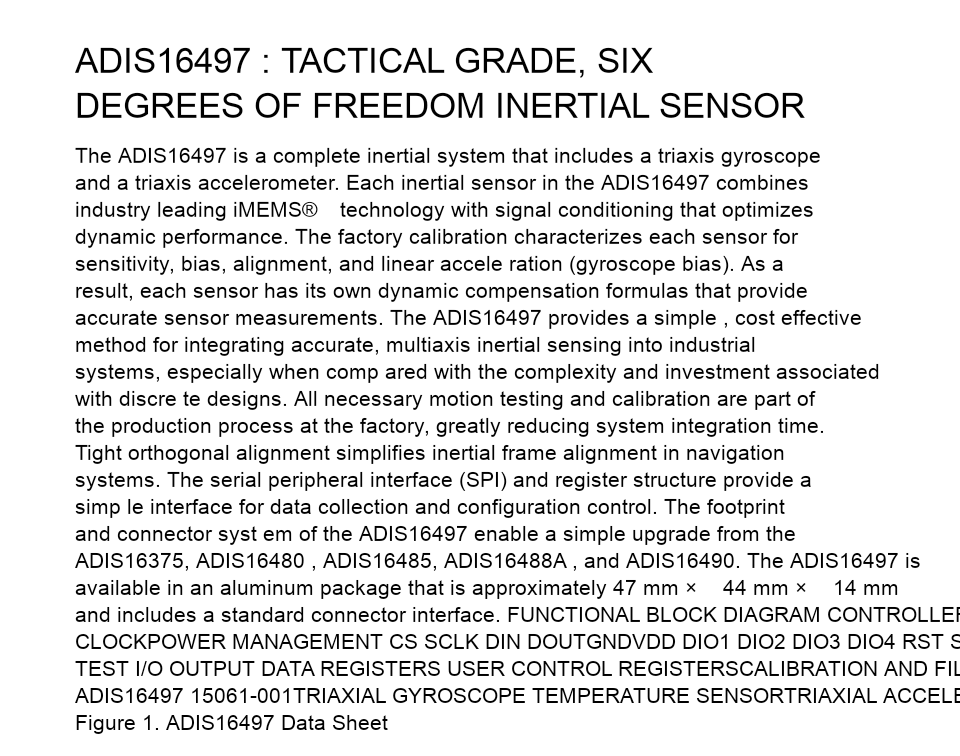 ADIS16497 : TACTICAL GRADE, SIX
DEGREES OF FREEDOM INERTIAL SENSOR
The ADIS16497 is a complete inertial system that includes a triaxis gyroscope
and a triaxis accelerometer. Each inertial sensor in the ADIS16497 combines
industry leading iMEMS® technology with signal conditioning that optimizes
dynamic performance. The factory calibration characterizes each sensor for
sensitivity, bias, alignment, and linear accele ration (gyroscope bias). As a
result, each sensor has its own dynamic compensation formulas that provide
accurate sensor measurements. The ADIS16497 provides a simple , cost effective
method for integrating accurate, multiaxis inertial sensing into industrial
systems, especially when comp ared with the complexity and investment associated
with discre te designs. All necessary motion testing and calibration are part of
the production process at the factory, greatly reducing system integration time.
Tight orthogonal alignment simplifies inertial frame alignment in navigation
systems. The serial peripheral interface (SPI) and register structure provide a
simp le interface for data collection and configuration control. The footprint
and connector syst em of the ADIS16497 enable a simple upgrade from the
ADIS16375, ADIS16480 , ADIS16485, ADIS16488A , and ADIS16490. The ADIS16497 is
available in an aluminum package that is approximately 47 mm × 44 mm × 14 mm
and includes a standard connector interface. FUNCTIONAL BLOCK DIAGRAM CONTROLLER
CLOCKPOWER MANAGEMENT CS SCLK DIN DOUTGNDVDD DIO1 DIO2 DIO3 DIO4 RST S
TEST I/O OUTPUT DATA REGISTERS USER CONTROL REGISTERSCALIBRATION AND FIL
ADIS16497 15061-001TRIAXIAL GYROSCOPE TEMPERATURE SENSORTRIAXIAL ACCELE
Figure 1. ADIS16497 Data Sheet